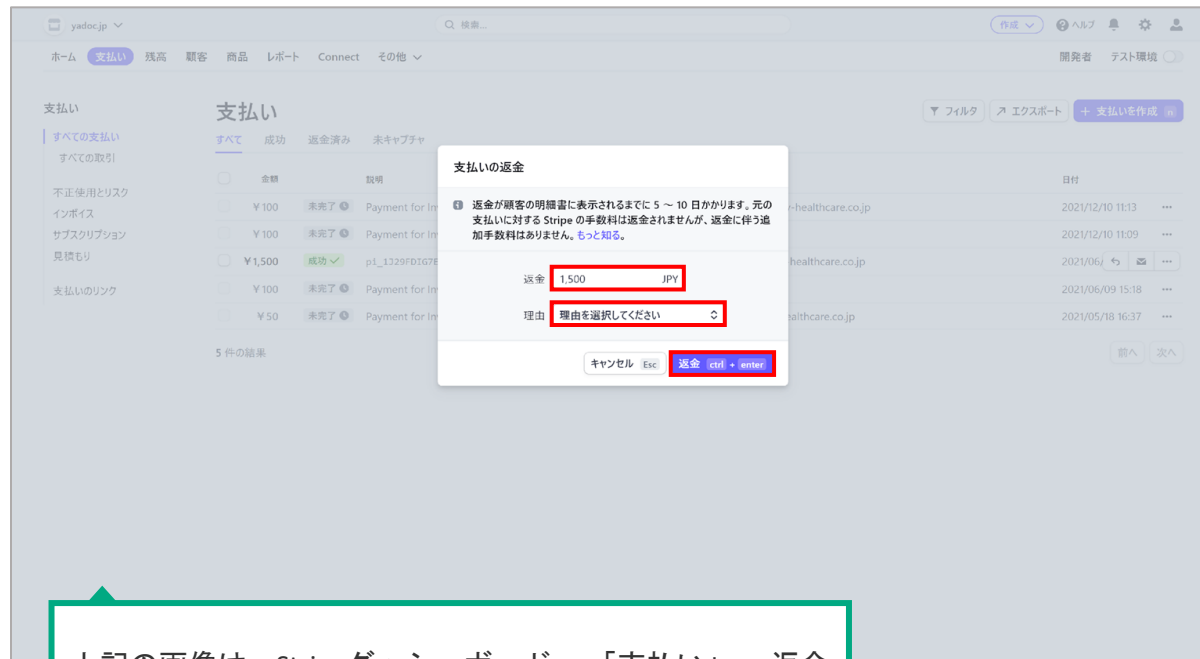 yadoc.jp
検索...
作成
ヘルプ
ホーム 支払い 残高 顧客 商品 レポート Connect その他
開発者 テスト環境
支払い
すべての支払い
すべての取引
不正使用とリスク
インボイス
サブスクリプション
見積もり
支払いのリンク
支払い
フィルタ エクスポート + 支払いを作成 n
すべて 成功 返金済み 未キャプチャ
金額 説明 日付
¥100 未完了 Payment for In -healthcare.co.jp 2021/12/10 11:13
¥100 未完了 Payment for In 2021/12/10 11:09
¥1,500 成功 healthcare.co.jp 2021/06/
¥100 未完了 Payment for In 2021/06/09 15:18
¥50 未完了 Payment for In althcare.co.jp 2021/05/18 16:37
5 件の結果
前へ 次へ
支払いの返金
返金が顧客の明細書に表示されるまでに 5 ～ 10 日かかります。元の
支払いに対する Stripe の手数料は返金されませんが、返金に伴う追
加手数料はありません。もっと知る。
返金 1,500 JPY
理由 理由を選択してください
キャンセル Esc 返金 ctrl + enter